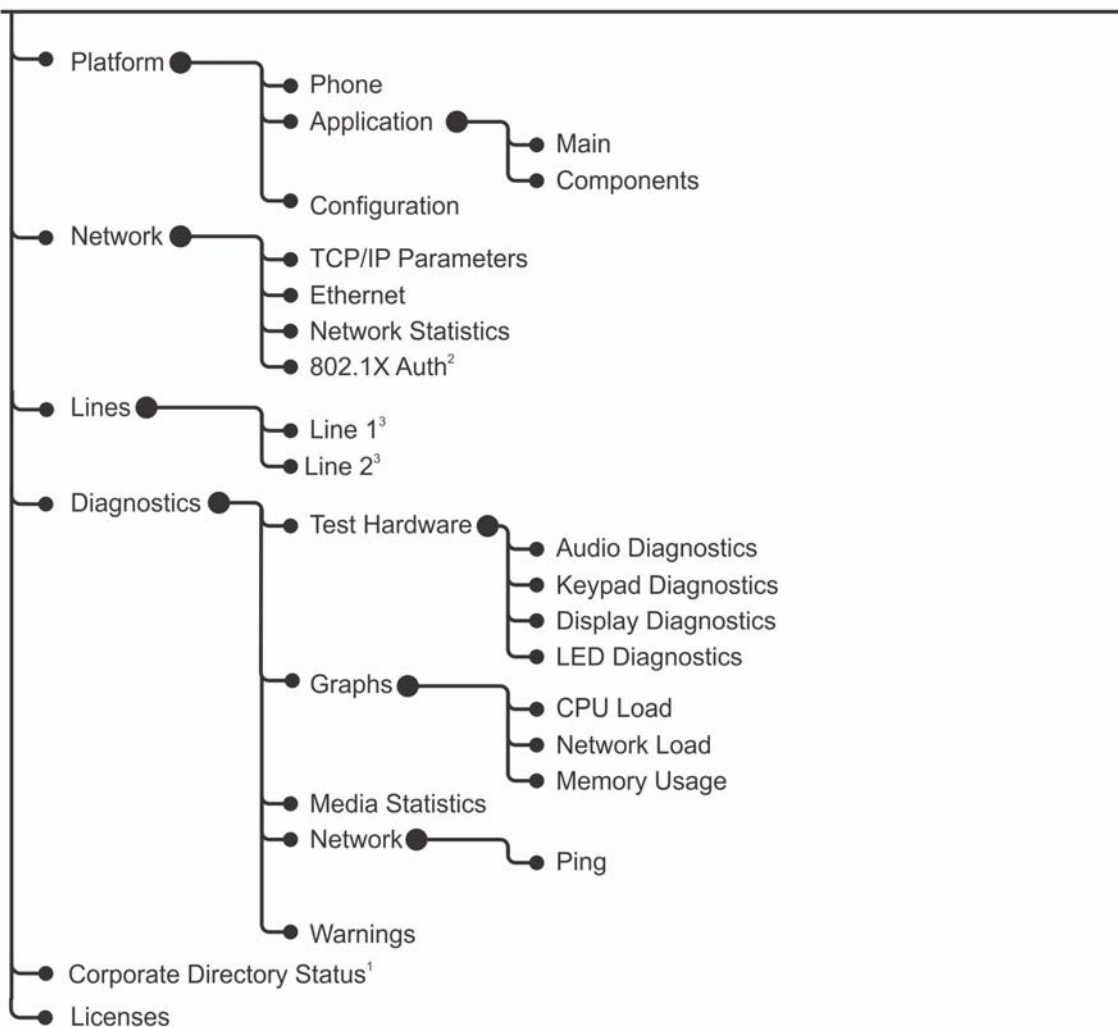 Platform
Phone
Application
Main
Components
Configuration
Network
TCP/IP Parameters
Ethernet
Network Statistics
802.1X Auth²
Lines
Line 1³
Line 2³
Diagnostics
Test Hardware
Audio Diagnostics
Keypad Diagnostics
Display Diagnostics
LED Diagnostics
Graphs
CPU Load
Network Load
Memory Usage
Media Statistics
Network
Ping
Warnings
Corporate Directory Status¹
Licenses